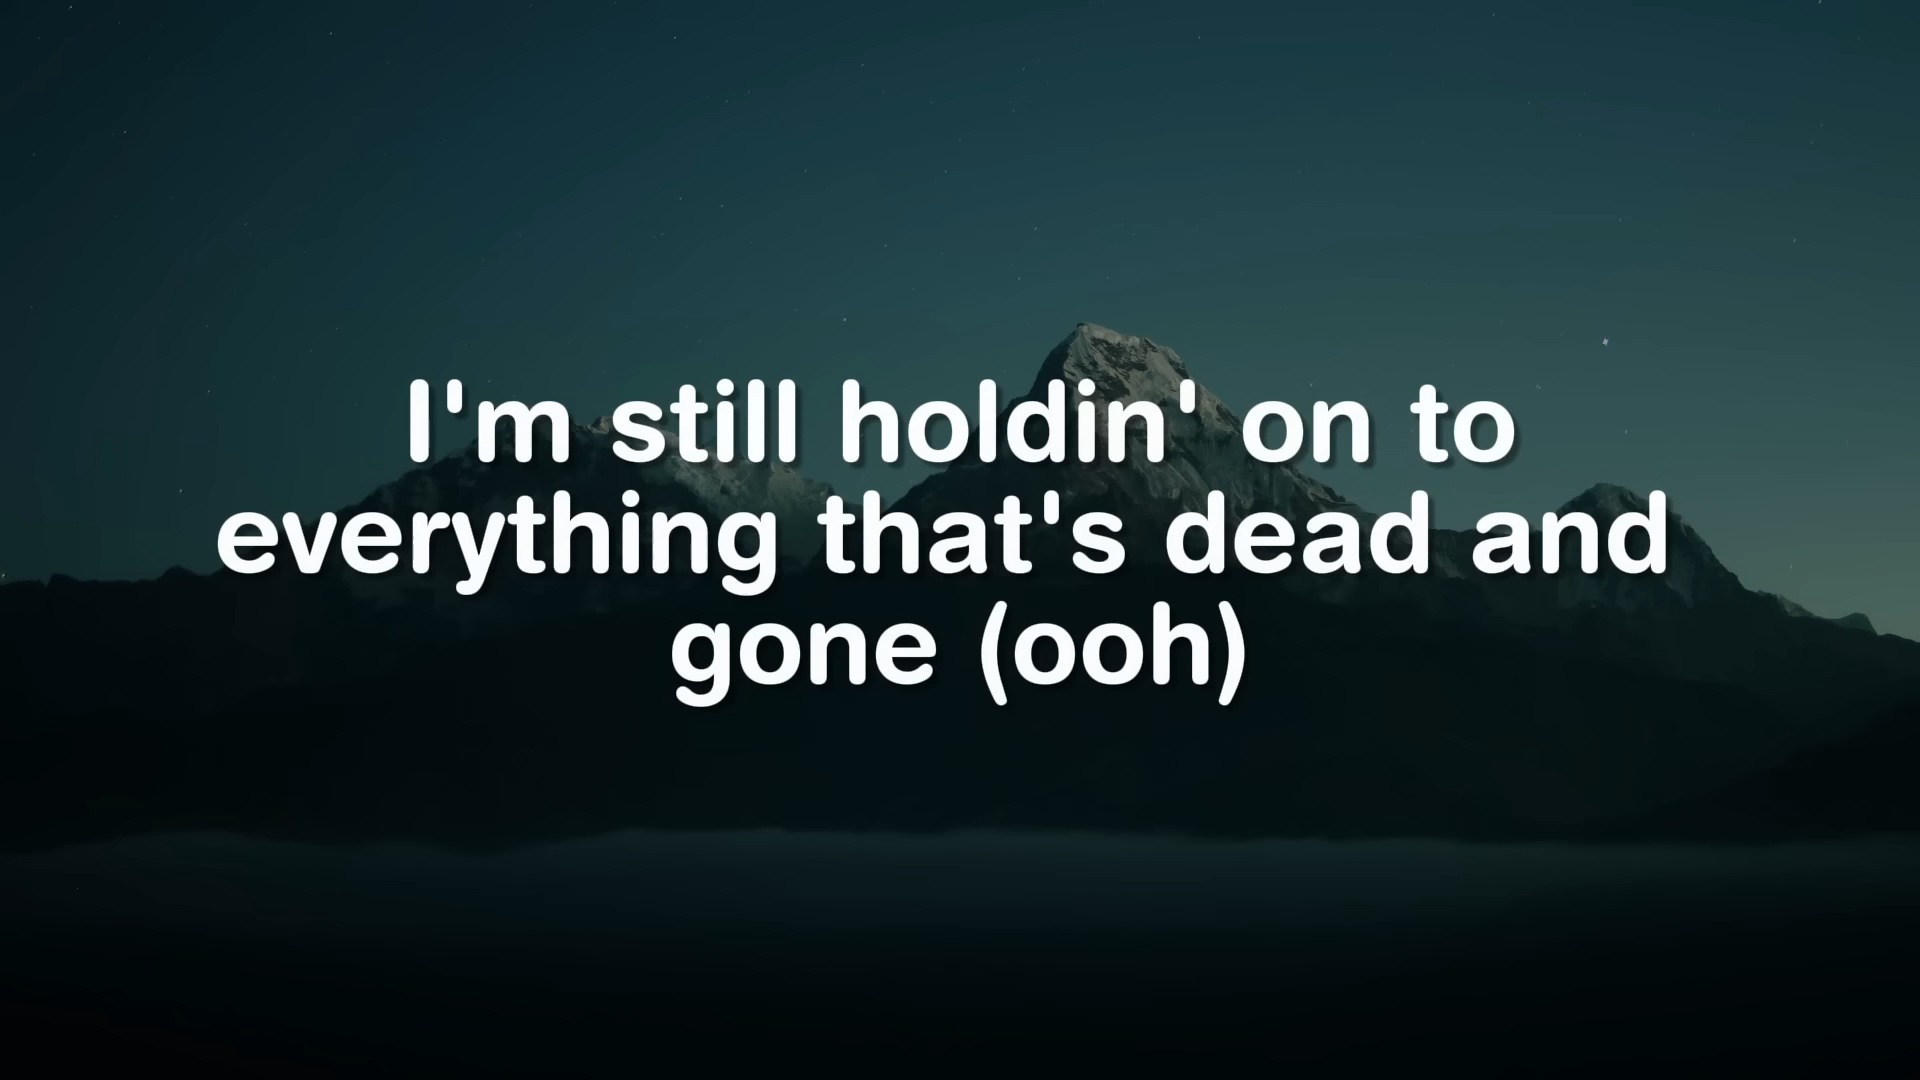 I'm still holdin' on to
everything that's dead and
gone (ooh)